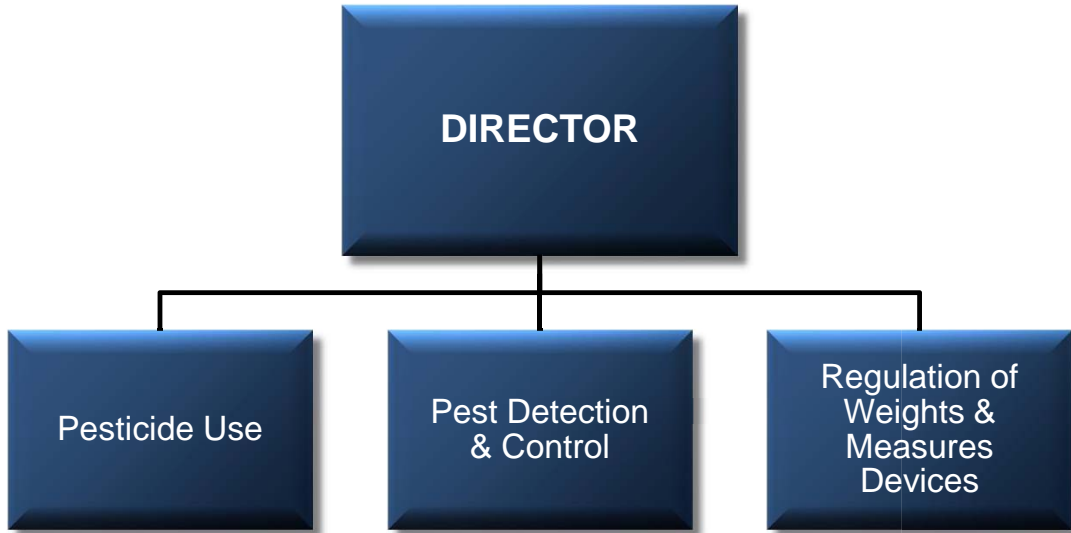 DIRECTOR
Pesticide Use
Pest Detection
& Control
Regulation of
Weights &
Measures
Devices